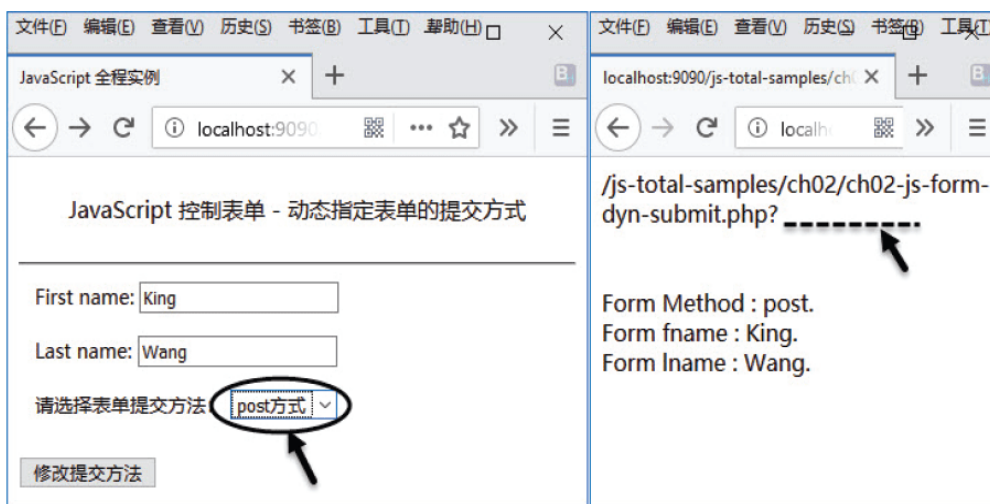 文件(F) 编辑(E) 查看(V) 历史(S) 书签(B) 工具(T) 帮助(H)
JavaScript 全程实例
localhost:9090
JavaScript 控制表单 - 动态指定表单的提交方式
First name: King
Last name: Wang
请选择表单提交方法: post方式
修改提交方法
文件(F) 编辑(E) 查看(V) 历史(S) 书签(B) 工具(T)
localhost:9090/js-total-samples/ch
localh
/js-total-samples/ch02/ch02-js-form-
dyn-submit.php?
Form Method : post.
Form fname : King.
Form lname : Wang.